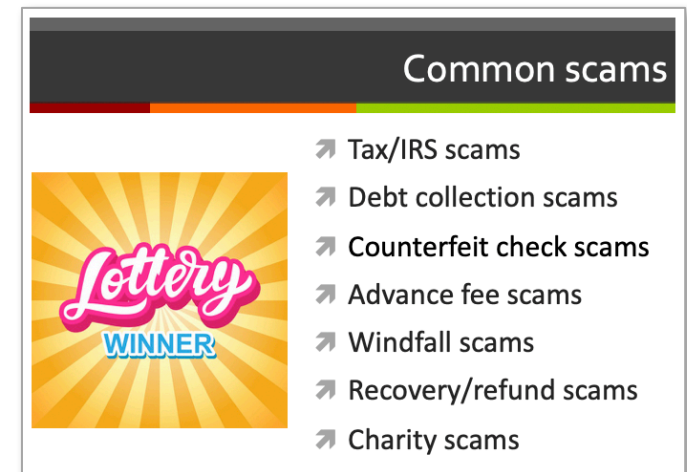 Common scams
Lottery
WINNER
Tax/IRS scams
Debt collection scams
Counterfeit check scams
Advance fee scams
Windfall scams
Recovery/refund scams
Charity scams